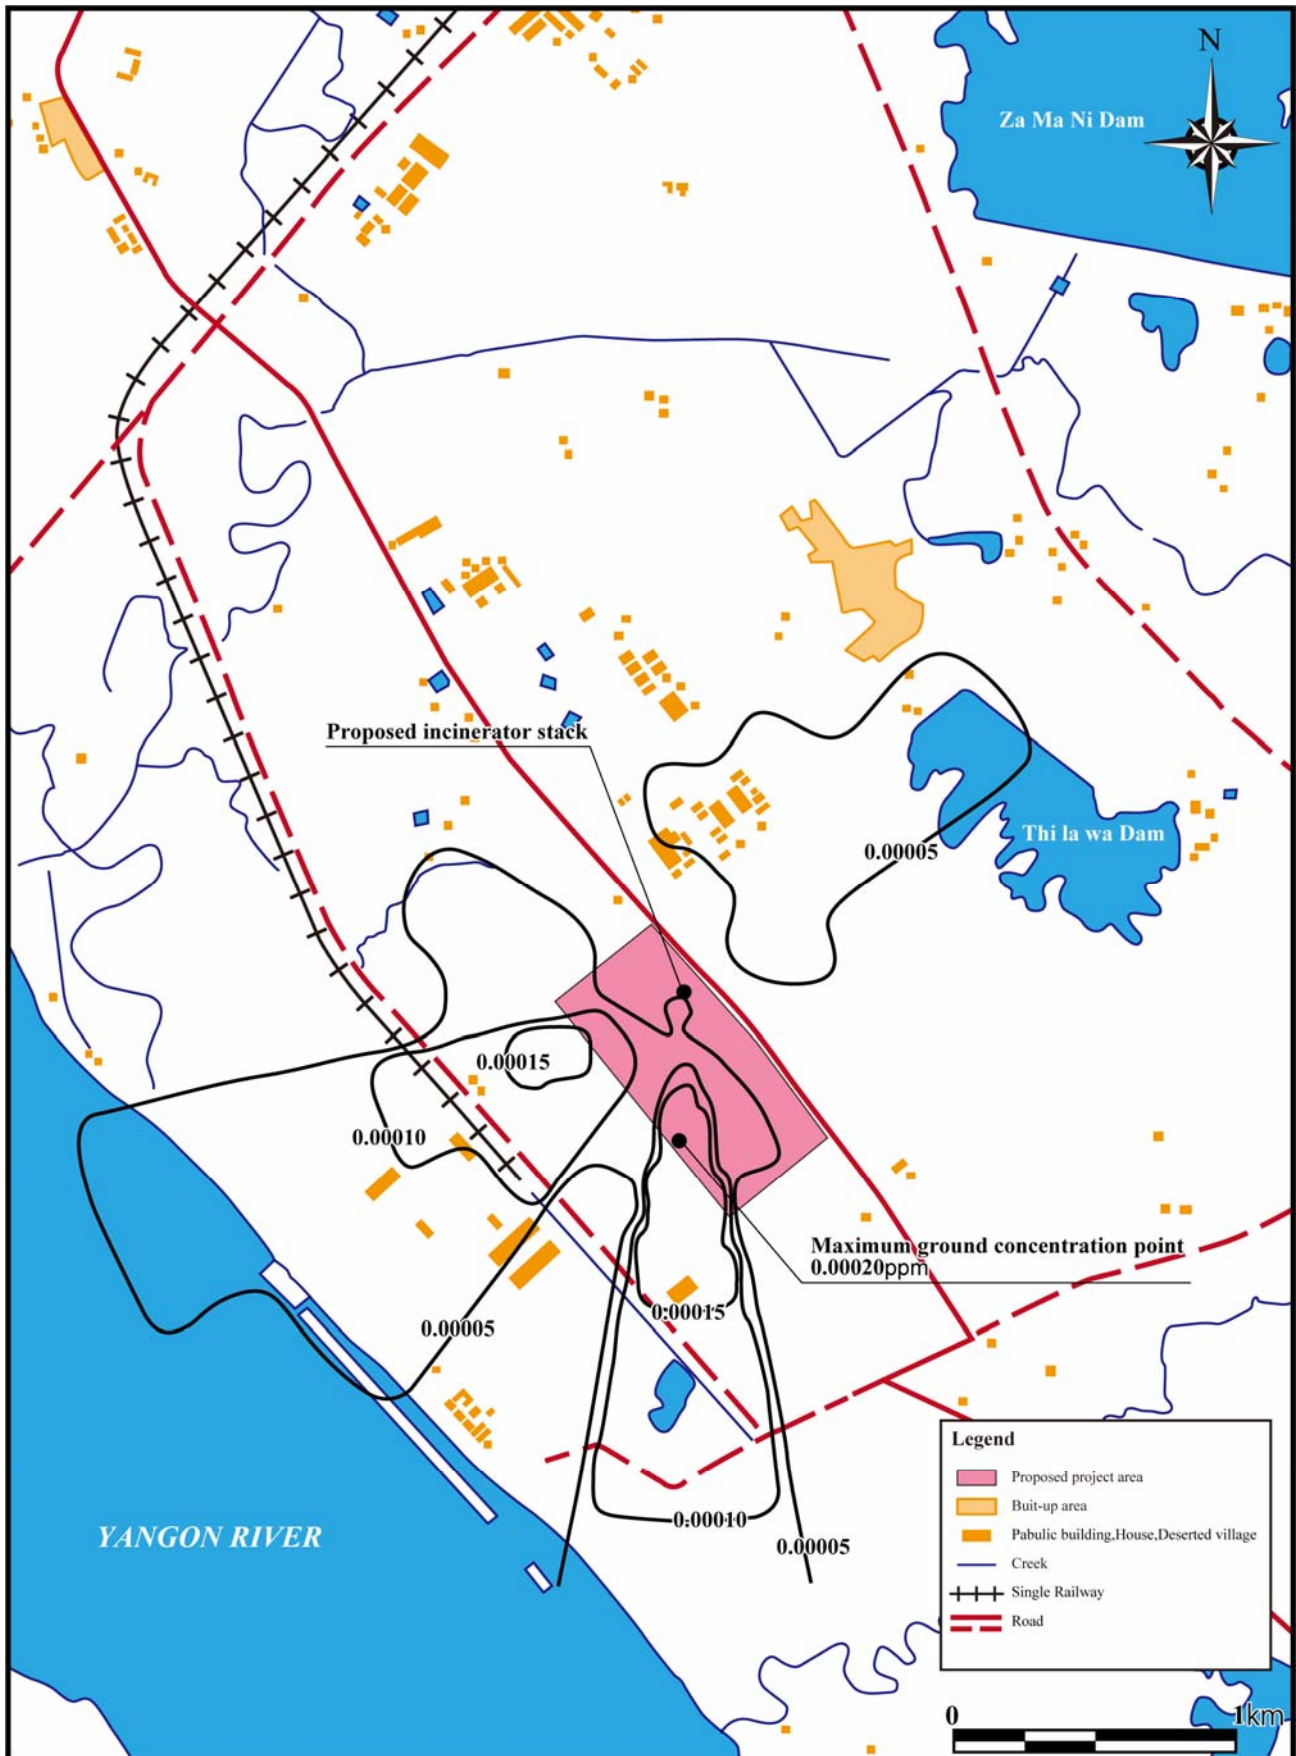 N
Za Ma Ni Dam
Proposed incinerator stack
Thi la wa Dam
0.00005
0.00015
0.00010
Maximum ground concentration point
0.00020ppm
0.00015
0.00005
Legend
Proposed project area
Buit-up area
Pabulic building,House,Deserted village
Creek
Single Railway
Road
0.00010
YANGON RIVER
0.00005
0
1km